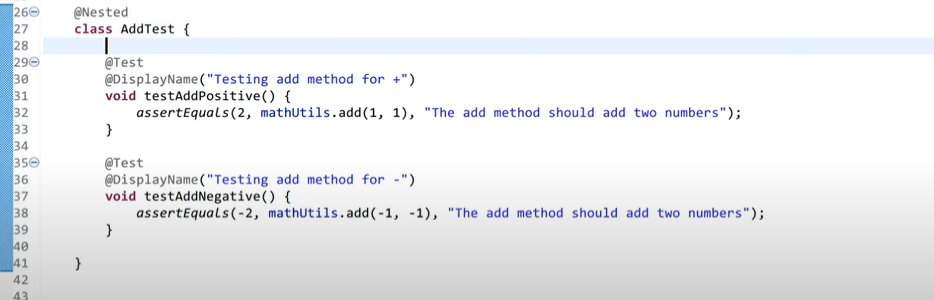 26 @Nested
27 class AddTest {
28
29 @Test
30 @DisplayName("Testing add method for +")
31 void testAddPositive() {
32 assertEquals(2, mathUtils.add(1, 1), "The add method should add two numbers");
33 }
34
35 @Test
36 @DisplayName("Testing add method for -")
37 void testAddNegative() {
38 assertEquals(-2, mathUtils.add(-1, -1), "The add method should add two numbers");
39 }
40
41 }
42
43